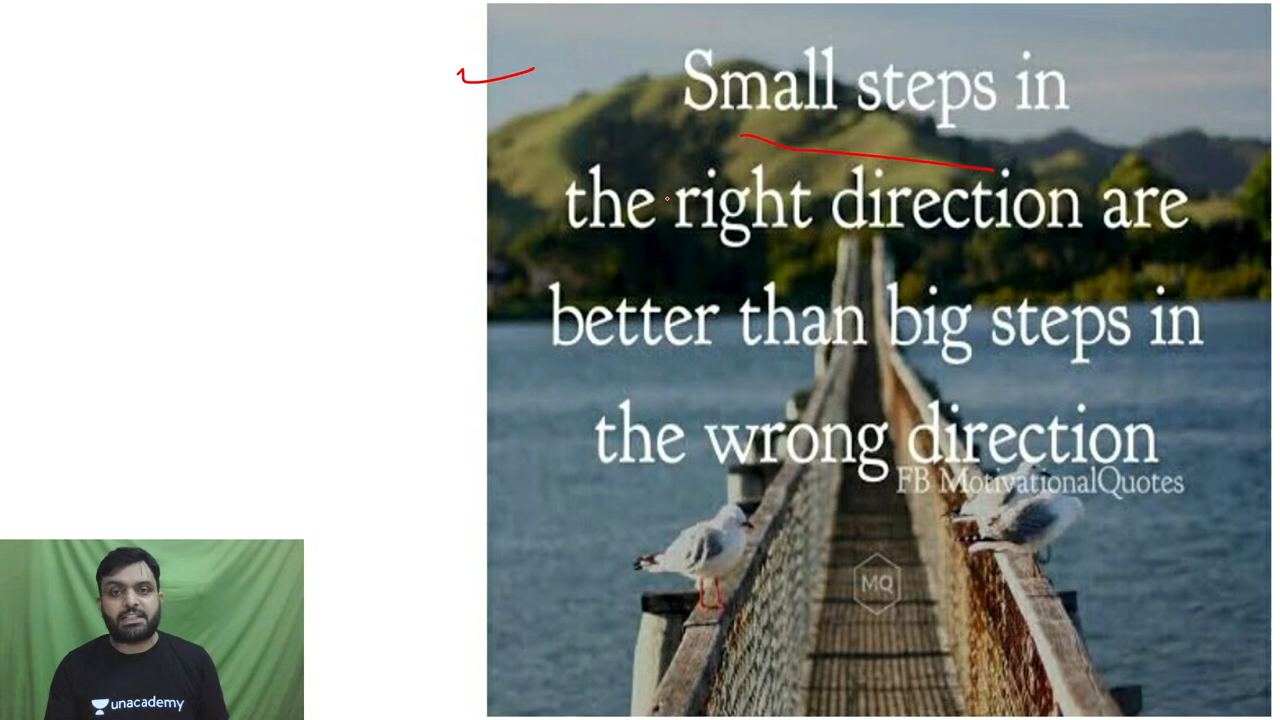 Small steps in
the right direction are
better than big steps in
the wrong direction
FB MotivationalQuotes
MQ
unacademy